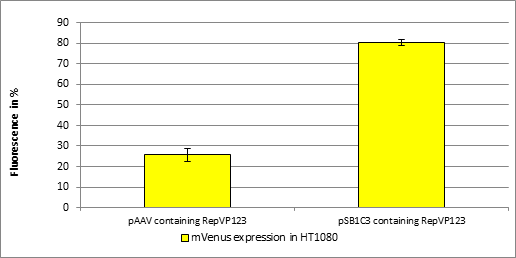 Fluorescence in %
90
80
70
60
50
40
30
20
10
0
pAAV containing RepVP123
pSB1C3 containing RepVP123
mVenus expression in HT1080